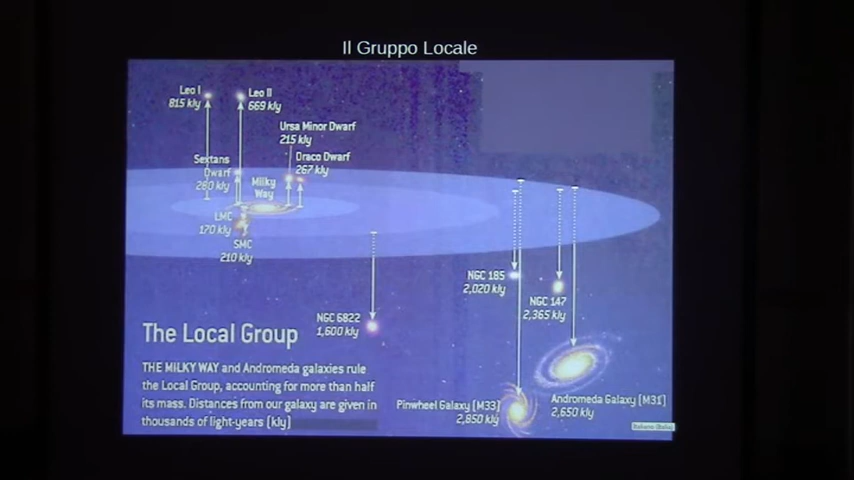 Il Gruppo Locale
Leo I
815 kly
Leo II
669 kly
Ursa Minor Dwarf
215 kly
Draco Dwarf
267 kly
Sextans
Dwarf
280 kly
Milky
Way
LMC
170 kly
SMC
210 kly
NGC 185
2,020 kly
NGC 147
2,365 kly
NGC 6822
1,600 kly
The Local Group
THE MILKY WAY and Andromeda galaxies rule
the Local Group, accounting for more than half
its mass. Distances from our galaxy are given in
thousands of light-years (kly)
Pinwheel Galaxy (M33)
2,850 kly
Andromeda Galaxy (M31)
2,650 kly